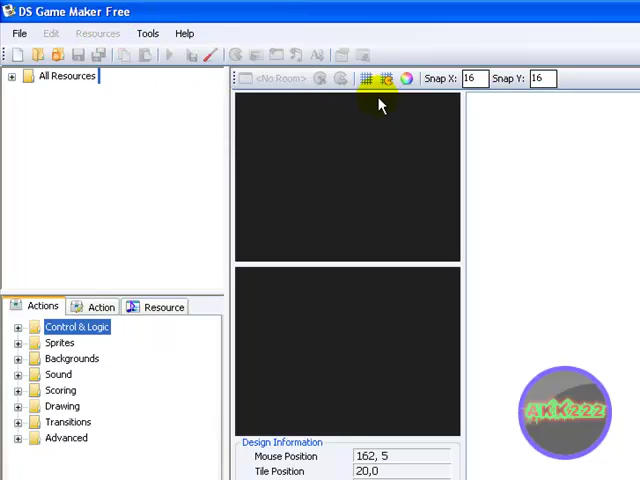 DS Game Maker Free
File Edit Resources Tools Help
All Resources
<No Room> Snap X: 16 Snap Y: 16
Actions Action Resource
Control & Logic
Sprites
Backgrounds
Sound
Scoring
Drawing
Transitions
Advanced
AKK222
Design Information
Mouse Position 162, 5
Tile Position 20,0